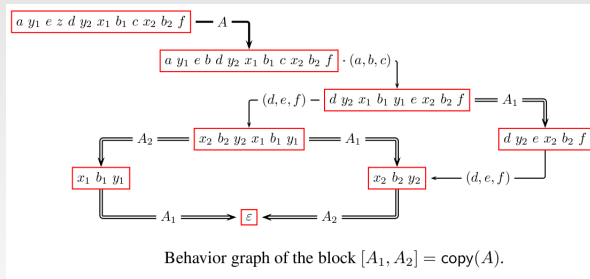 a y₁ e z d y₂ x₁ b₁ c x₂ b₂ f A
a y₁ e b d y₂ x₁ b₁ c x₂ b₂ f · (a, b, c)
(d, e, f) d y₂ x₁ b₁ y₁ e x₂ b₂ f A₁
A₂ x₂ b₂ y₂ x₁ b₁ y₁ A₁ d y₂ e x₂ b₂ f
x₁ b₁ y₁ x₂ b₂ y₂ (d, e, f)
A₁ ε A₂
Behavior graph of the block [A₁, A₂] = copy(A).